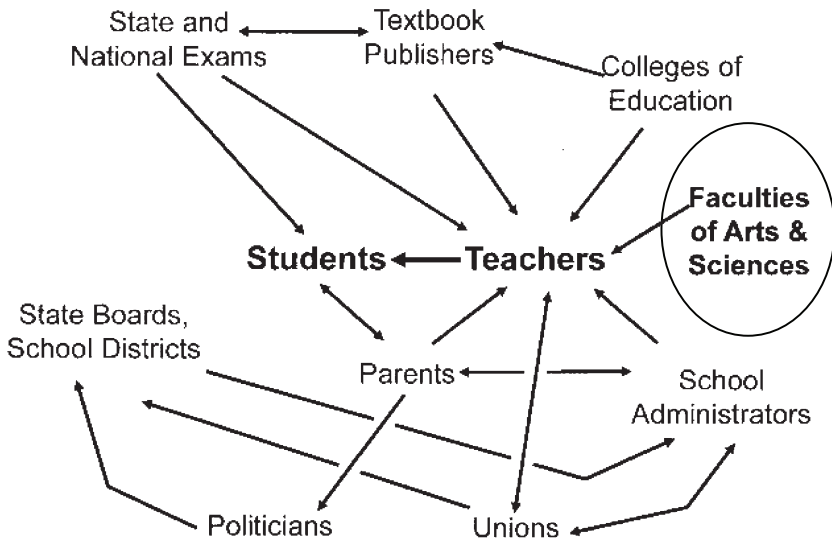 State and
National Exams
Textbook
Publishers
Colleges of
Education
Faculties
of Arts &
Sciences
Students
Teachers
State Boards,
School Districts
Parents
School
Administrators
Politicians
Unions